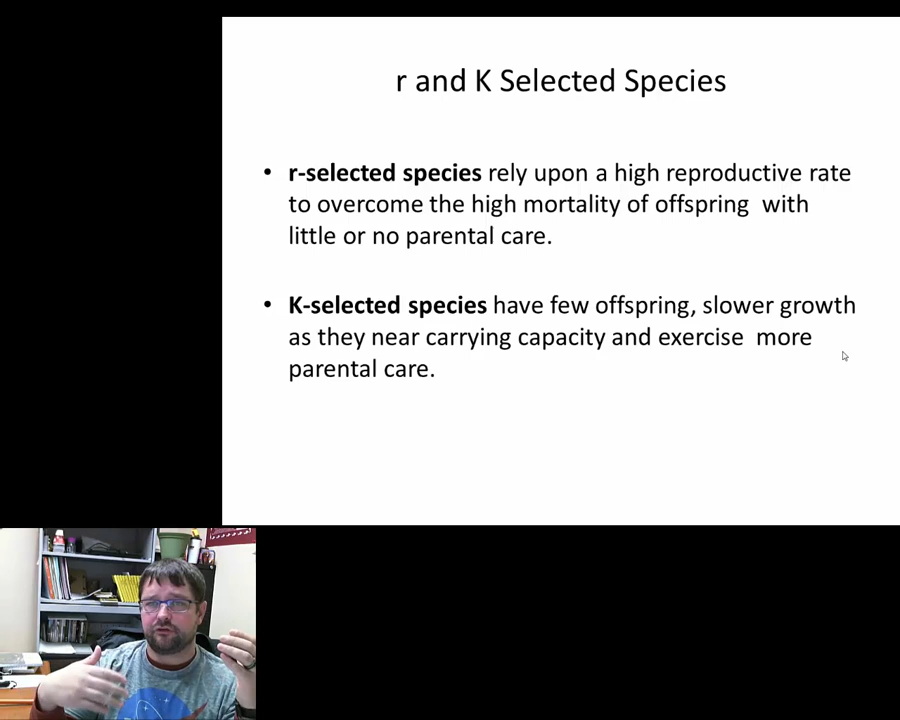 r and K Selected Species
• r-selected species rely upon a high reproductive rate
to overcome the high mortality of offspring with
little or no parental care.
• K-selected species have few offspring, slower growth
as they near carrying capacity and exercise more
parental care.